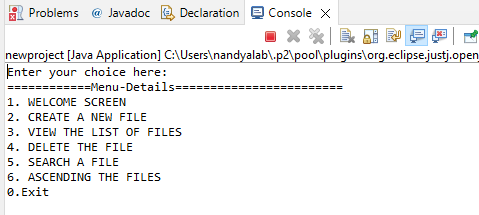 Problems @ Javadoc Declaration Console
newproject [Java Application] C:\Users\nandyalab\.p2\pool\plugins\org.eclipse.justj.open
Enter your choice here:
============Menu-Details========================
1. WELCOME SCREEN
2. CREATE A NEW FILE
3. VIEW THE LIST OF FILES
4. DELETE THE FILE
5. SEARCH A FILE
6. ASCENDING THE FILES
0.Exit